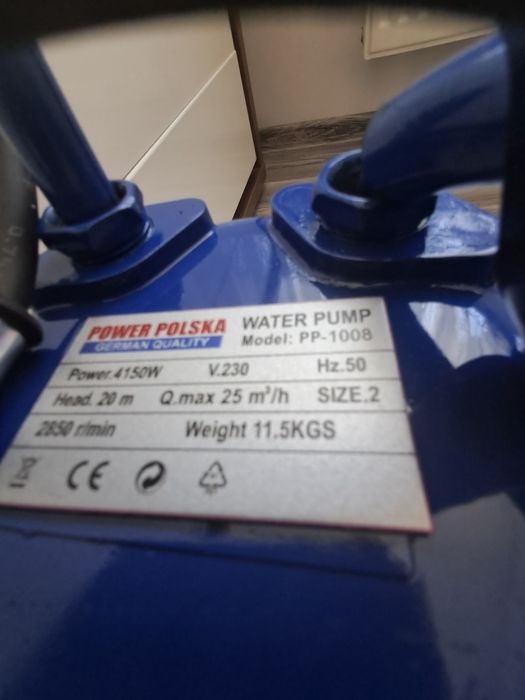 POWER POLSKA WATER PUMP
GERMAN QUALITY Model: PP-1008
Power.4150W V.230 Hz.50
Head. 20 m Q.max 25 m³/h SIZE.2
2850 r/min Weight 11.5KGS
CE